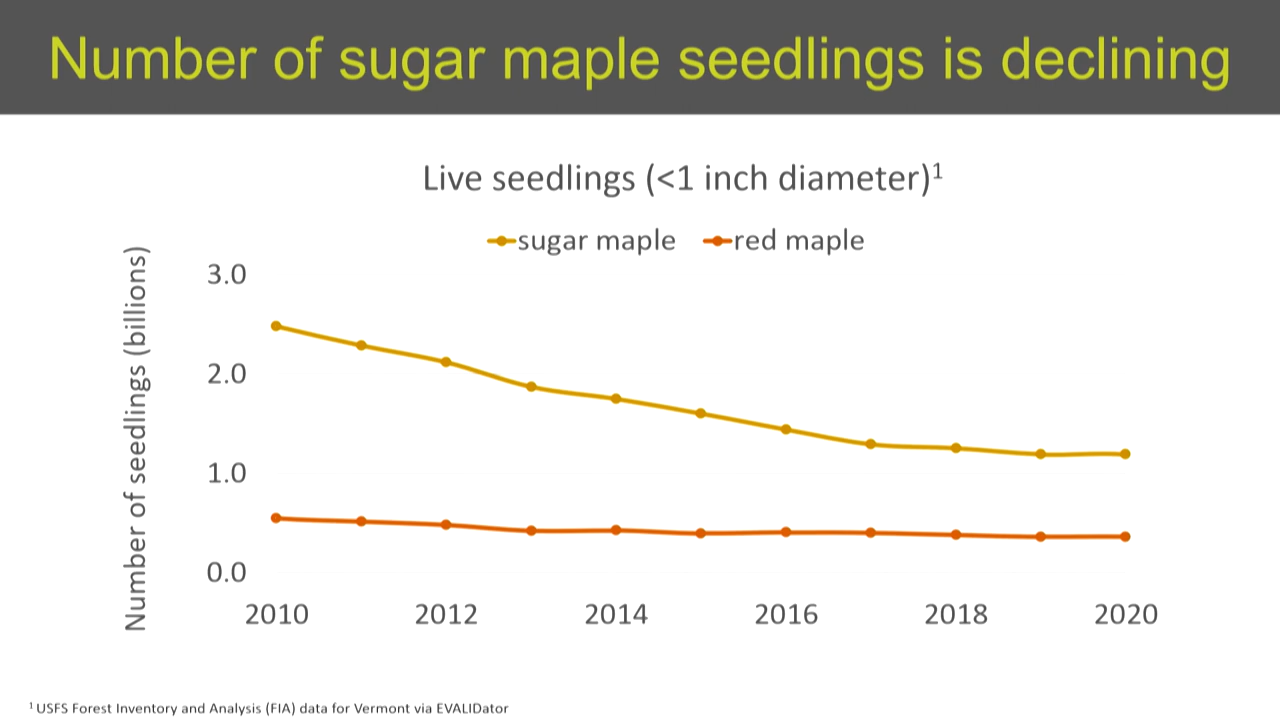 Number of sugar maple seedlings is declining
Live seedlings (<1 inch diameter)¹
sugar maple red maple
Number of seedlings (billions)
3.0
2.0
1.0
0.0
2010 2012 2014 2016 2018 2020
¹ USFS Forest Inventory and Analysis (FIA) data for Vermont via EVALIDator